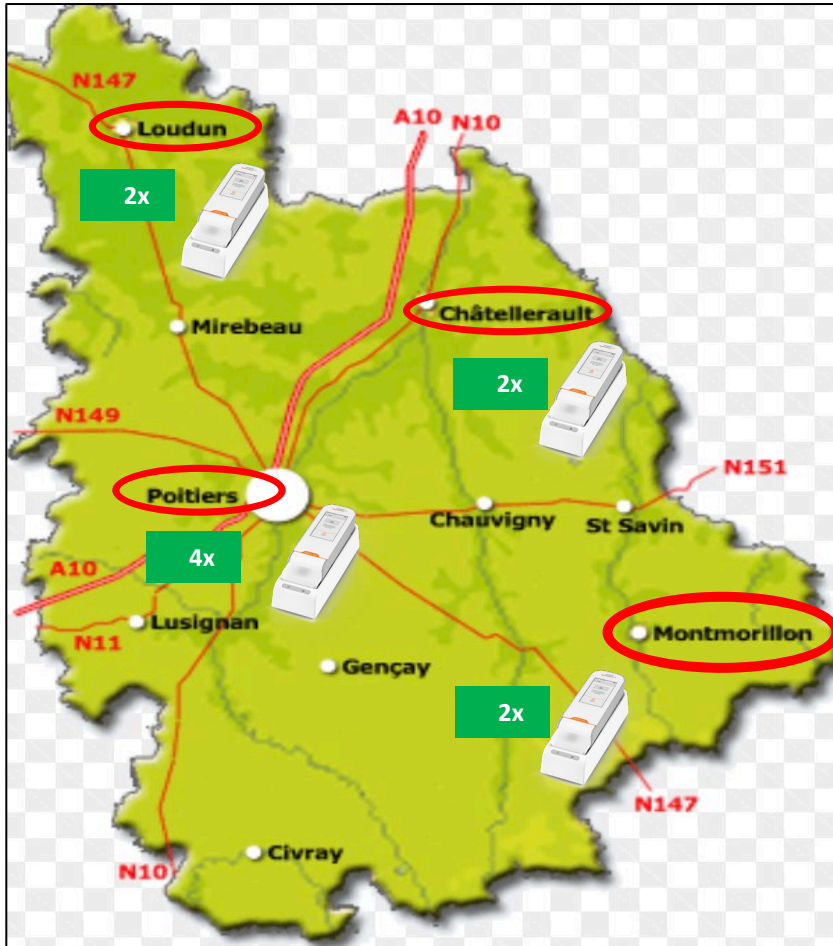 N147
Loudun
A10
N10
2x
Châtellerault
Mirebeau
2x
N149
N151
Poitiers
Chauvigny
St Savin
4x
A10
Lusignan
N11
Montmorillon
Gençay
2x
N147
Civray
N10